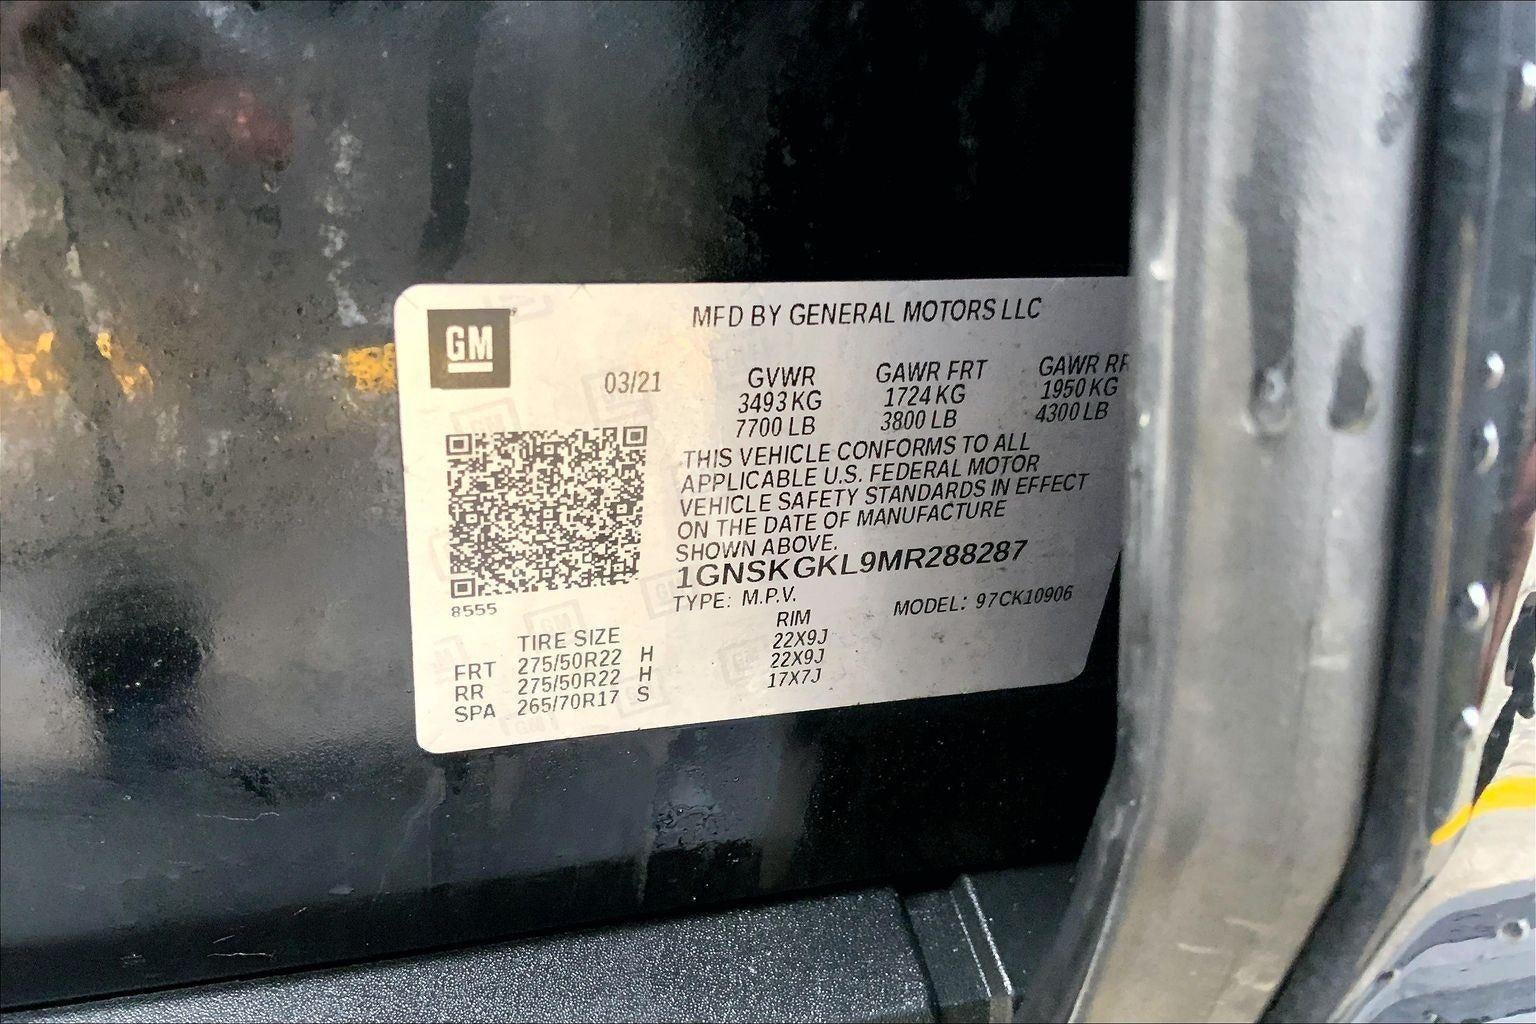 GM
MFD BY GENERAL MOTORS LLC
03/21
GVWR GAWR FRT GAWR RR
3493 KG 1724 KG 1950 KG
7700 LB 3800 LB 4300 LB
THIS VEHICLE CONFORMS TO ALL
APPLICABLE U.S. FEDERAL MOTOR
VEHICLE SAFETY STANDARDS IN EFFECT
ON THE DATE OF MANUFACTURE
SHOWN ABOVE.
1GNSKGKL9MR288287
8555
TYPE: M.P.V. MODEL: 97CK10906
TIRE SIZE RIM
FRT 275/50R22 H 22X9J
RR 275/50R22 H 22X9J
SPA 265/70R17 S 17X7J